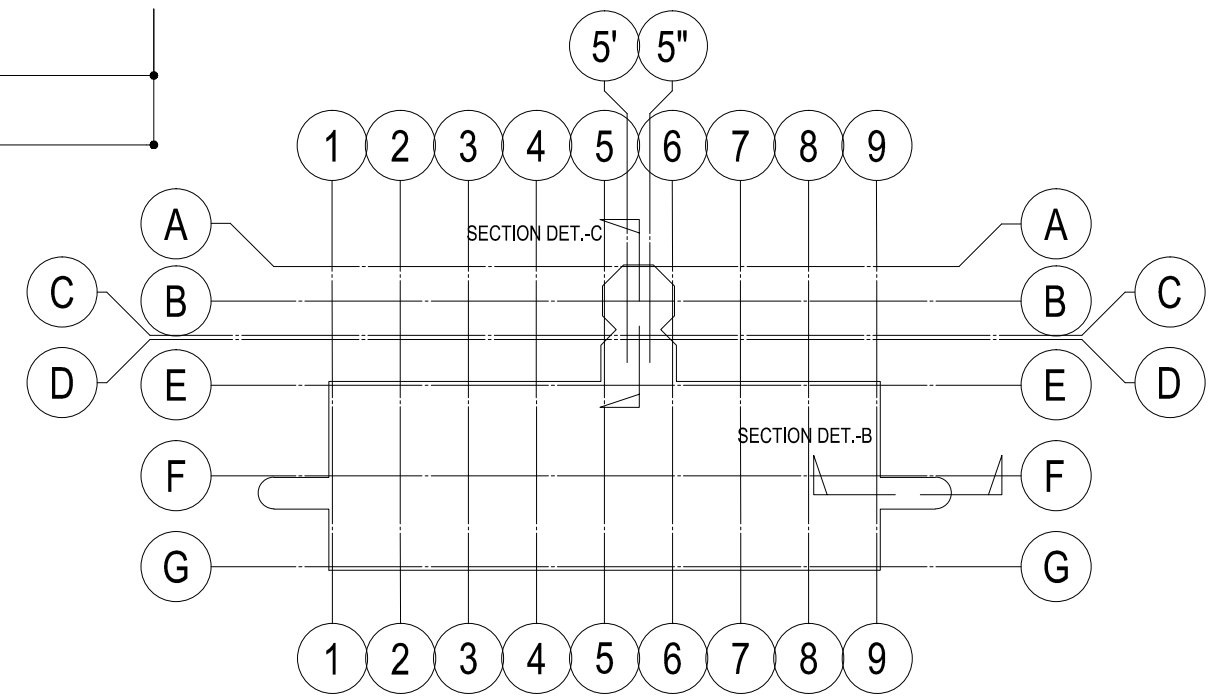 5' 5"
1 2 3 4 5 6 7 8 9
A A
SECTION DET.-C
C B B C
D E E D
SECTION DET.-B
F F
G G
1 2 3 4 5 6 7 8 9